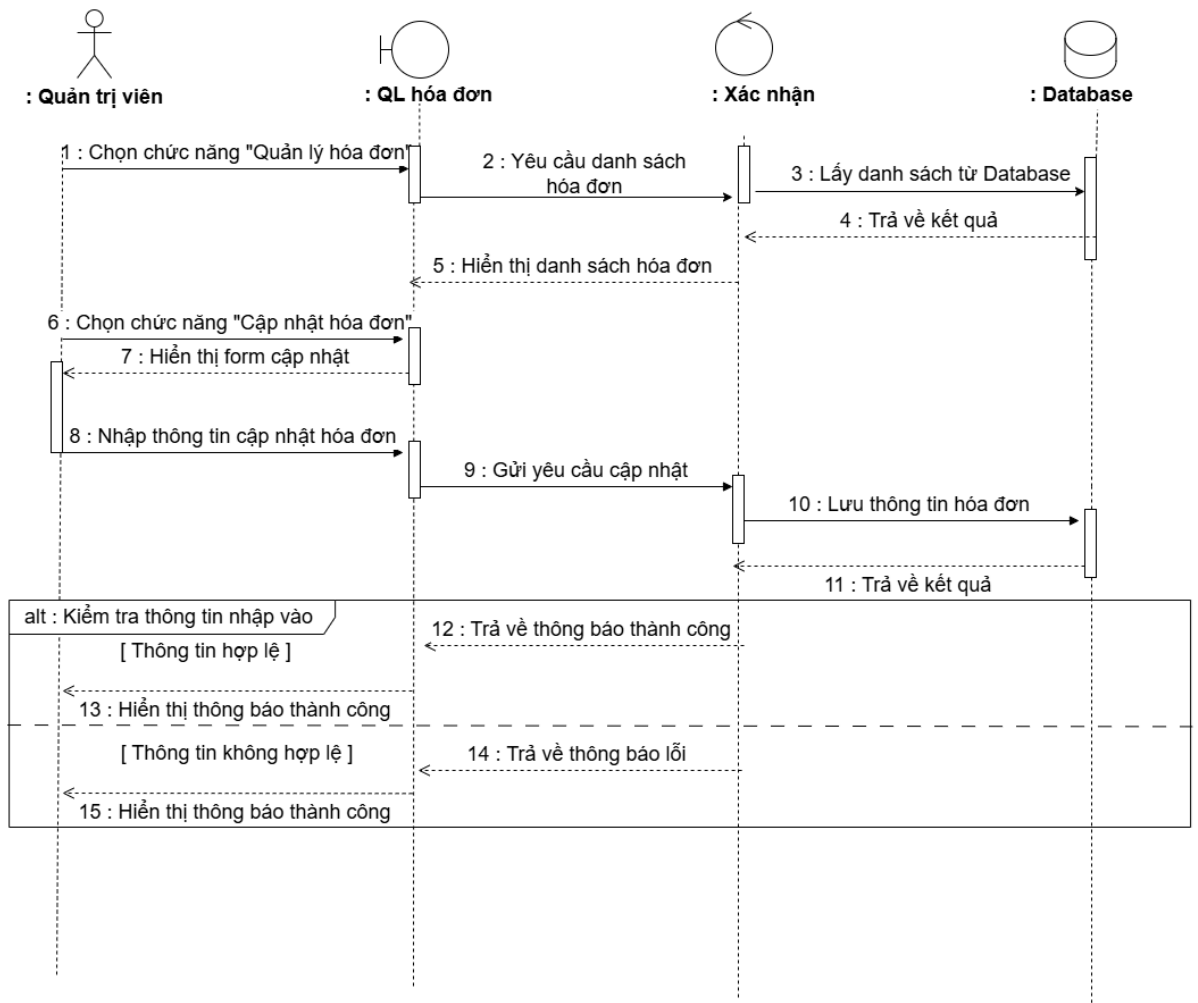 : Quản trị viên
: QL hóa đơn
: Xác nhận
: Database
1 : Chọn chức năng "Quản lý hóa đơn"
2 : Yêu cầu danh sách
hóa đơn
3 : Lấy danh sách từ Database
4 : Trả về kết quả
5 : Hiển thị danh sách hóa đơn
6 : Chọn chức năng "Cập nhật hóa đơn"
7 : Hiển thị form cập nhật
8 : Nhập thông tin cập nhật hóa đơn
9 : Gửi yêu cầu cập nhật
10 : Lưu thông tin hóa đơn
11 : Trả về kết quả
alt : Kiểm tra thông tin nhập vào
12 : Trả về thông báo thành công
[ Thông tin hợp lệ ]
13 : Hiển thị thông báo thành công
[ Thông tin không hợp lệ ]
14 : Trả về thông báo lỗi
15 : Hiển thị thông báo thành công